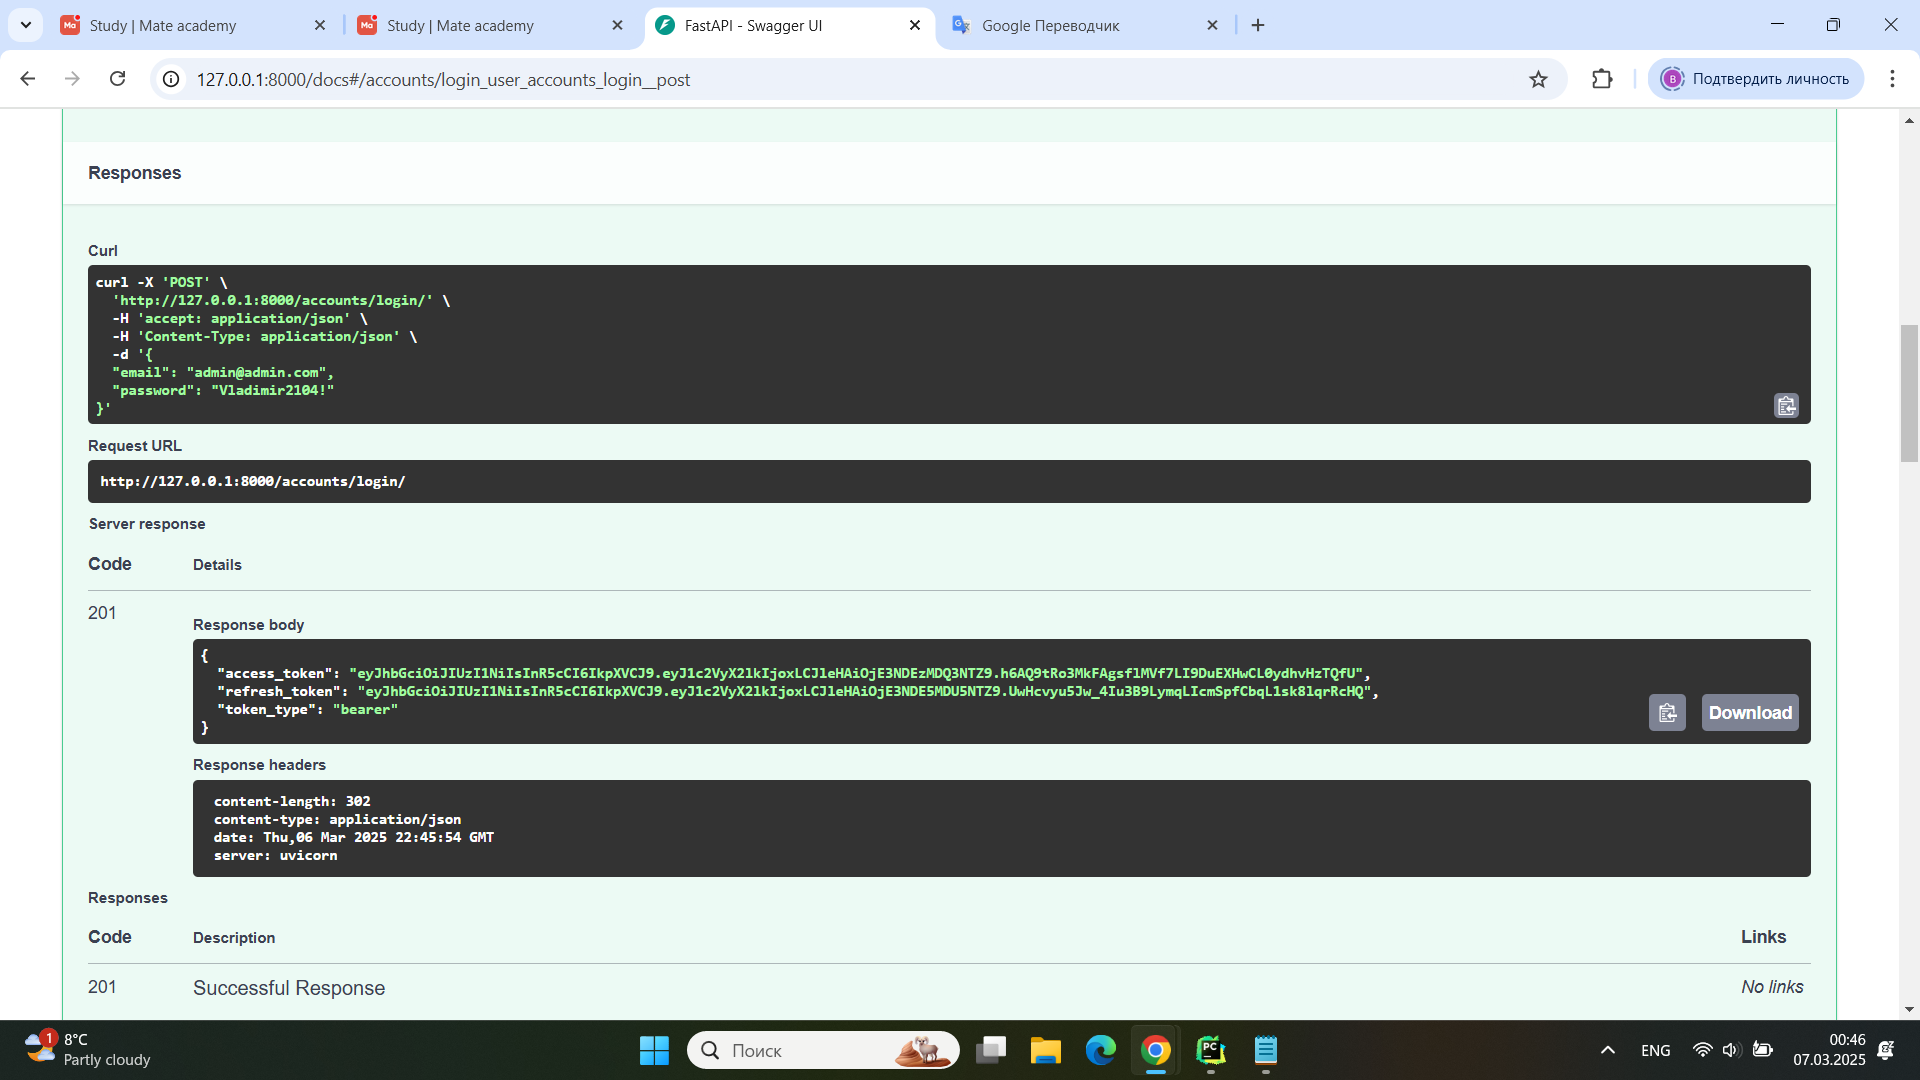 Study | Mate academy
Study | Mate academy
FastAPI - Swagger UI
Google Переводчик
127.0.0.1:8000/docs#/accounts/login_user_accounts_login__post
Подтвердить личность
Responses
Curl
curl -X 'POST' \
'http://127.0.0.1:8000/accounts/login/' \
-H 'accept: application/json' \
-H 'Content-Type: application/json' \
-d '{
"email": "admin@admin.com",
"password": "Vladimir2104!"
}'
Request URL
http://127.0.0.1:8000/accounts/login/
Server response
Code Details
201
Response body
{
"access_token": "eyJhbGciOiJIUzI1NiIsInR5cCI6IkpXVCJ9.eyJ1c2VyX2lkIjoxLCJleHAiOjE3NDEzMDQ3NTZ9.h6AQ9tRo3MkFAgsflMVf7LI9DuEXHwCL0ydhvHzTQfU",
"refresh_token": "eyJhbGciOiJIUzI1NiIsInR5cCI6IkpXVCJ9.eyJ1c2VyX2lkIjoxLCJleHAiOjE3NDE5MDU5NTZ9.UwHcvyu5Jw_4Iu3B9LymqLIcmSpfCbqL1sk8lqrRcHQ",
"token_type": "bearer"
}
Download
Response headers
content-length: 302
content-type: application/json
date: Thu,06 Mar 2025 22:45:54 GMT
server: uvicorn
Responses
Code Description Links
201 Successful Response No links
1
8°C
Partly cloudy
Поиск
ENG
00:46
07.03.2025